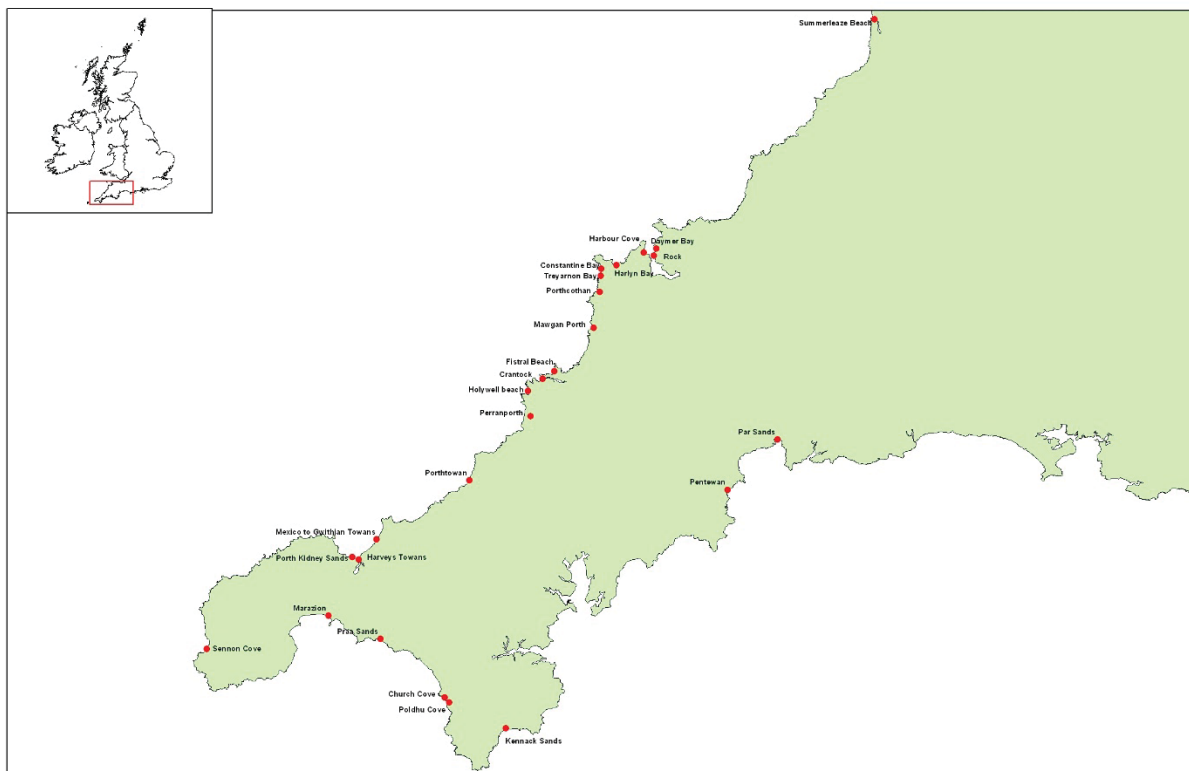 Summerleaze Beach
Harbour Cove
Daymer Bay
Rock
Constantine Bay
Harlyn Bay
Treyarnon Bay
Porthcothan
Mawgan Porth
Fistral Beach
Crantock
Holywell beach
Perranporth
Par Sands
Porthtowan
Pentewan
Mexico to Gwithian Towans
Porth Kidney Sands
Harveys Towans
Marazion
Praa Sands
Sennon Cove
Church Cove
Poldhu Cove
Kennack Sands